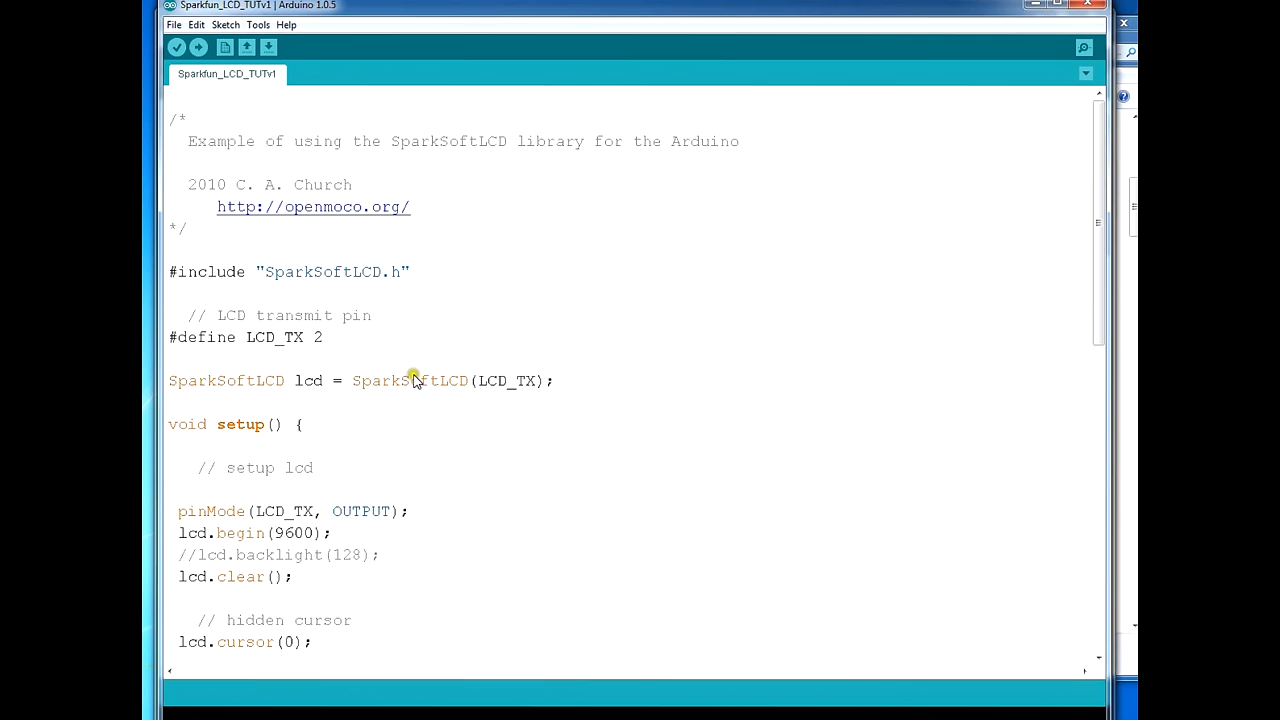 Sparkfun_LCD_TUTv1 | Arduino 1.0.5
File Edit Sketch Tools Help
Sparkfun_LCD_TUTv1
/*
Example of using the SparkSoftLCD library for the Arduino
2010 C. A. Church
http://openmoco.org/
*/
#include "SparkSoftLCD.h"
// LCD transmit pin
#define LCD_TX 2
SparkSoftLCD lcd = SparkSoftLCD(LCD_TX);
void setup() {
// setup lcd
pinMode(LCD_TX, OUTPUT);
lcd.begin(9600);
//lcd.backlight(128);
lcd.clear();
// hidden cursor
lcd.cursor(0);